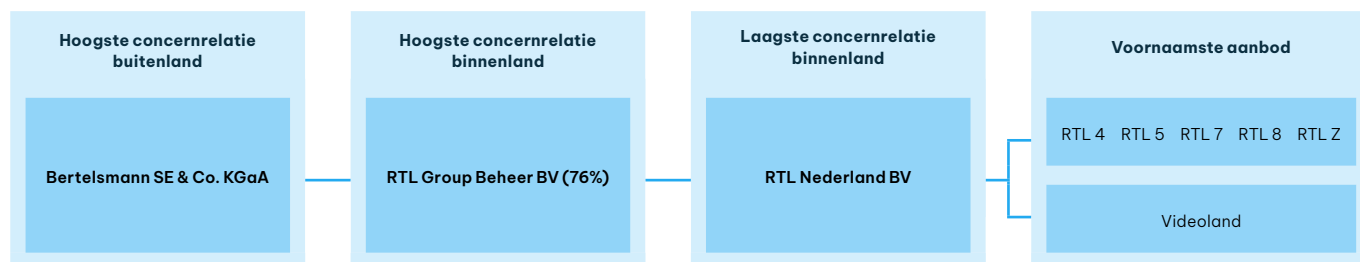 Hoogste concernrelatie
buitenland
Bertelsmann SE & Co. KGaA
Hoogste concernrelatie
binnenland
RTL Group Beheer BV (76%)
Laagste concernrelatie
binnenland
RTL Nederland BV
Voornaamste aanbod
RTL 4 RTL 5 RTL 7 RTL 8 RTL Z
Videoland